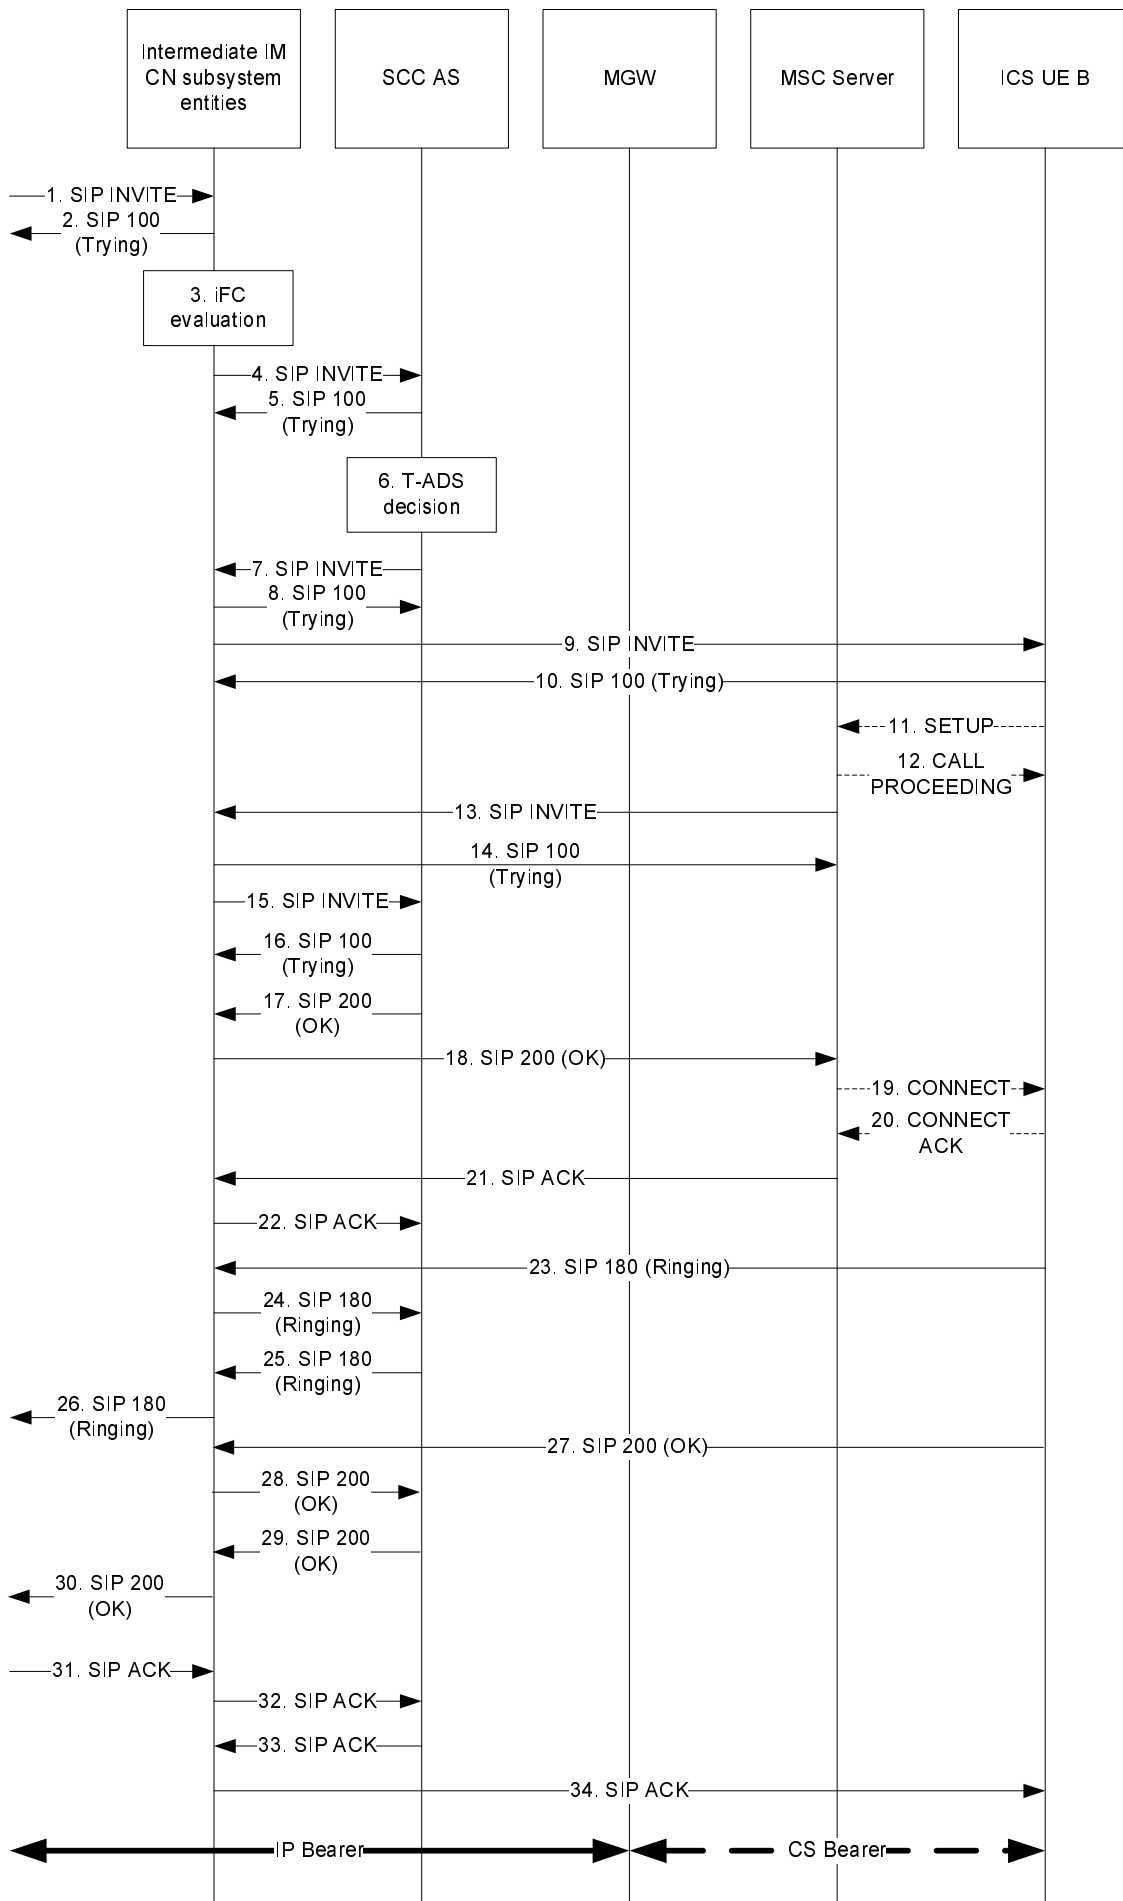 Intermediate IM
CN subsystem
entities
SCC AS
MGW
MSC Server
ICS UE B
1. SIP INVITE
2. SIP 100
(Trying)
3. iFC
evaluation
4. SIP INVITE
5. SIP 100
(Trying)
6. T-ADS
decision
7. SIP INVITE
8. SIP 100
(Trying)
9. SIP INVITE
10. SIP 100 (Trying)
11. SETUP
12. CALL
PROCEEDING
13. SIP INVITE
14. SIP 100
(Trying)
15. SIP INVITE
16. SIP 100
(Trying)
17. SIP 200
(OK)
18. SIP 200 (OK)
19. CONNECT
20. CONNECT
ACK
21. SIP ACK
22. SIP ACK
23. SIP 180 (Ringing)
24. SIP 180
(Ringing)
25. SIP 180
(Ringing)
26. SIP 180
(Ringing)
27. SIP 200 (OK)
28. SIP 200
(OK)
29. SIP 200
(OK)
30. SIP 200
(OK)
31. SIP ACK
32. SIP ACK
33. SIP ACK
34. SIP ACK
IP Bearer
CS Bearer